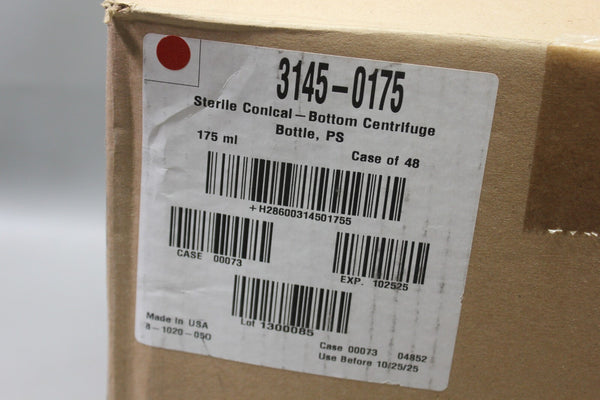 3145-0175
Sterile Conical-Bottom Centrifuge
Bottle, PS
175 ml Case of 48
+H28600314501755
CASE 00073
EXP. 102525
Lot 1300085
Made in USA
8-1020-050
Case 00073 04852
Use Before 10/25/25